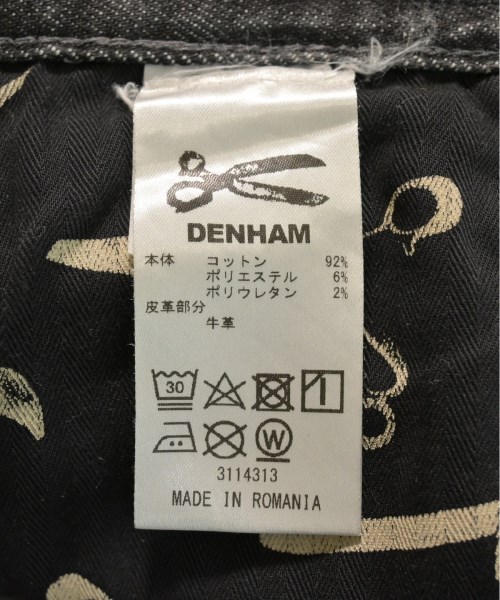 DENHAM
本体 コットン 92%
ポリエステル 6%
ポリウレタン 2%
皮革部分
牛革
30
W
3114313
MADE IN ROMANIA